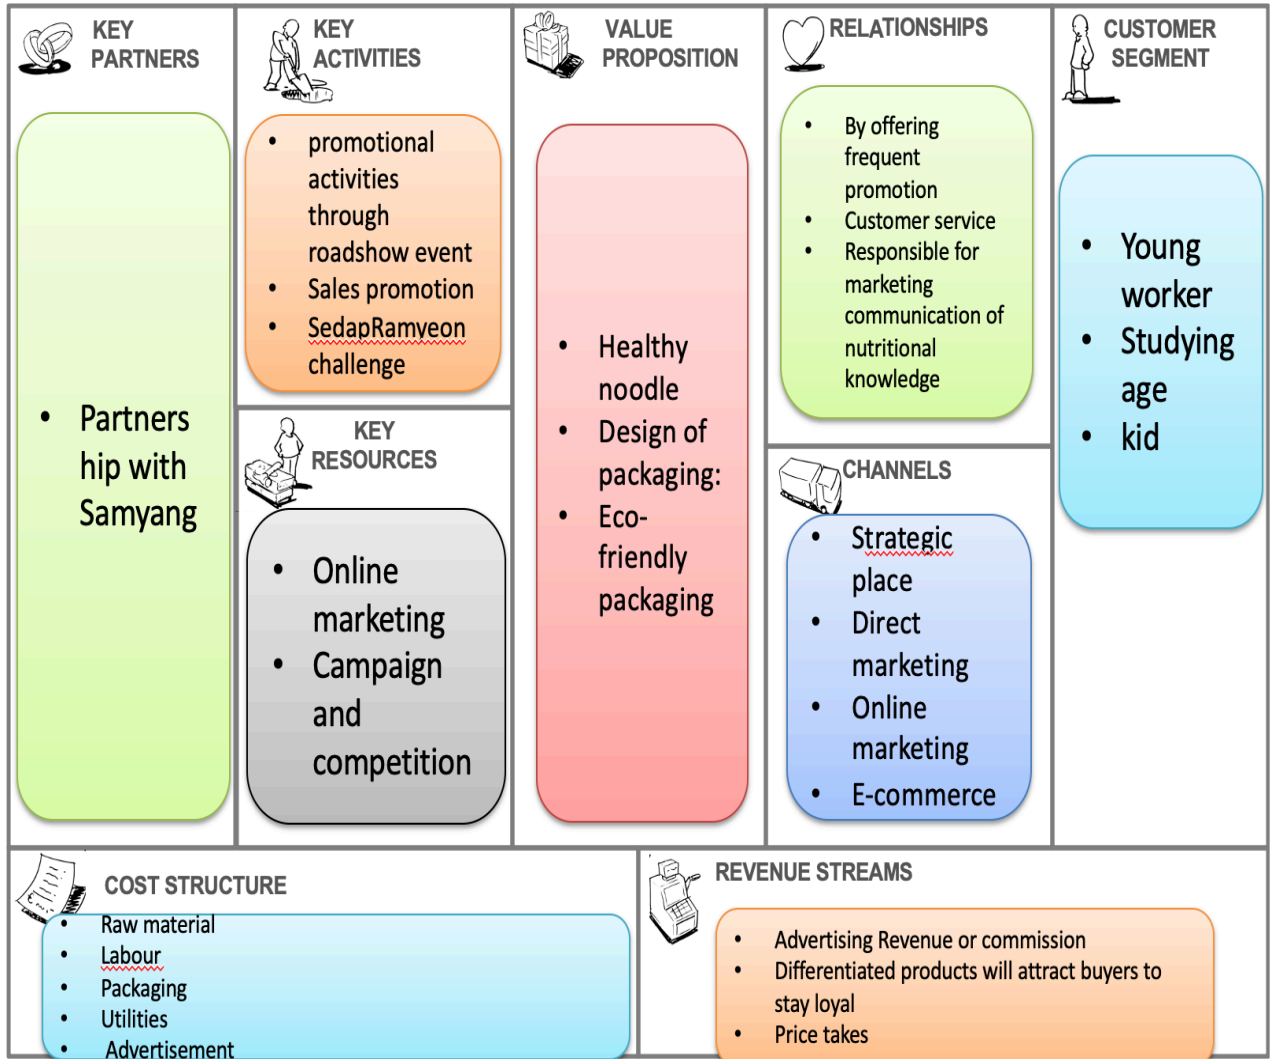 KEY
PARTNERS
• Partners
hip with
Samyang
KEY
ACTIVITIES
• promotional
activities
through
roadshow event
• Sales promotion
• SedapRamyeon
challenge
KEY
RESOURCES
• Online
marketing
• Campaign
and
competition
VALUE
PROPOSITION
• Healthy
noodle
• Design of
packaging:
• Eco-
friendly
packaging
RELATIONSHIPS
• By offering
frequent
promotion
• Customer service
• Responsible for
marketing
communication of
nutritional
knowledge
CHANNELS
• Strategic
place
• Direct
marketing
• Online
marketing
• E-commerce
CUSTOMER
SEGMENT
• Young
worker
• Studying
age
• kid
COST STRUCTURE
• Raw material
• Labour
• Packaging
• Utilities
• Advertisement
REVENUE STREAMS
• Advertising Revenue or commission
• Differentiated products will attract buyers to
stay loyal
• Price takes